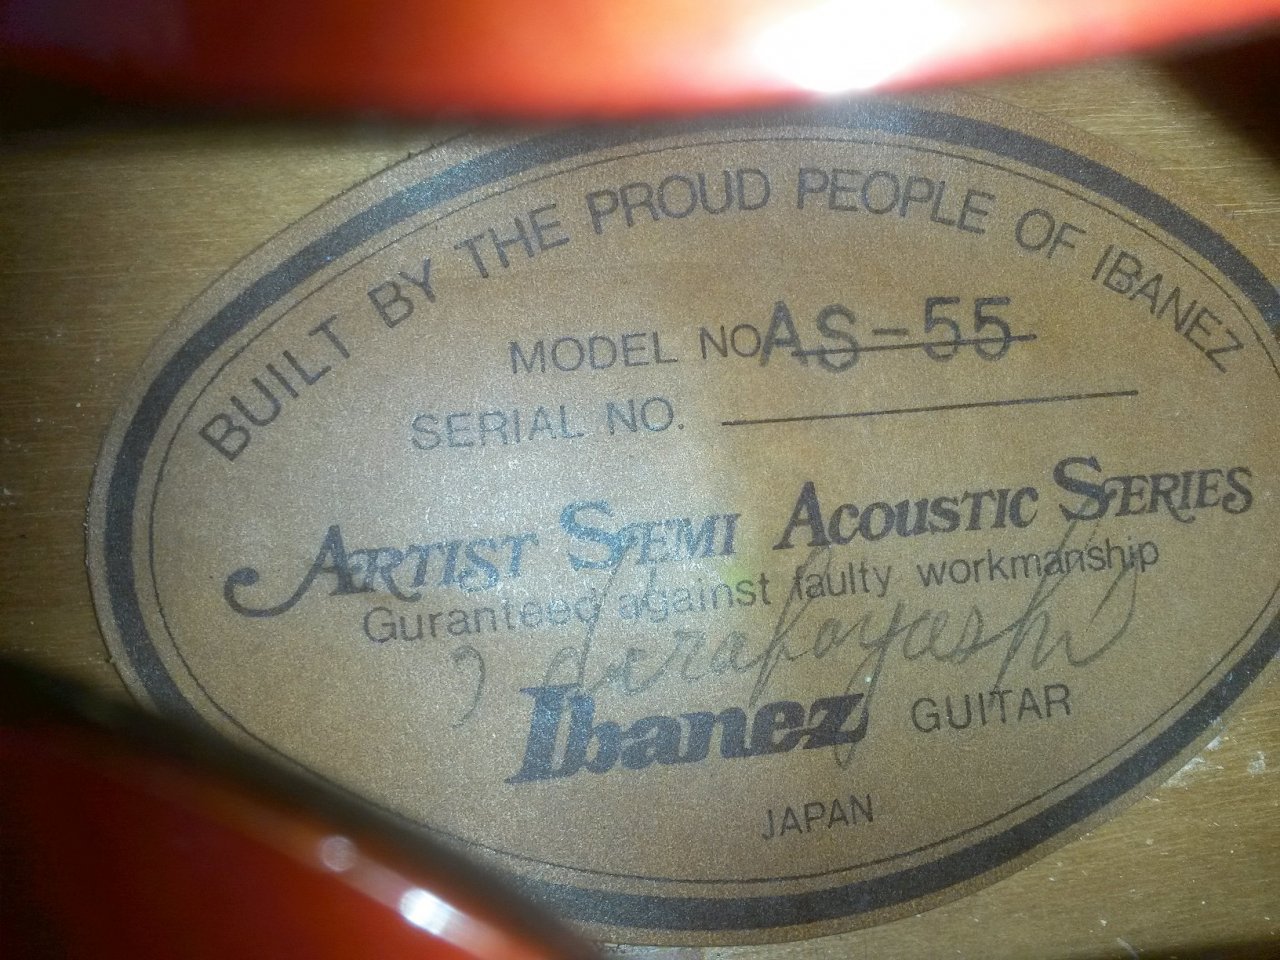 BUILT BY THE PROUD PEOPLE OF IBANEZ
MODEL NO AS-55
SERIAL NO.
ARTIST SEMI ACOUSTIC SERIES
Guranteed against faulty workmanship
Ibanez GUITAR
JAPAN